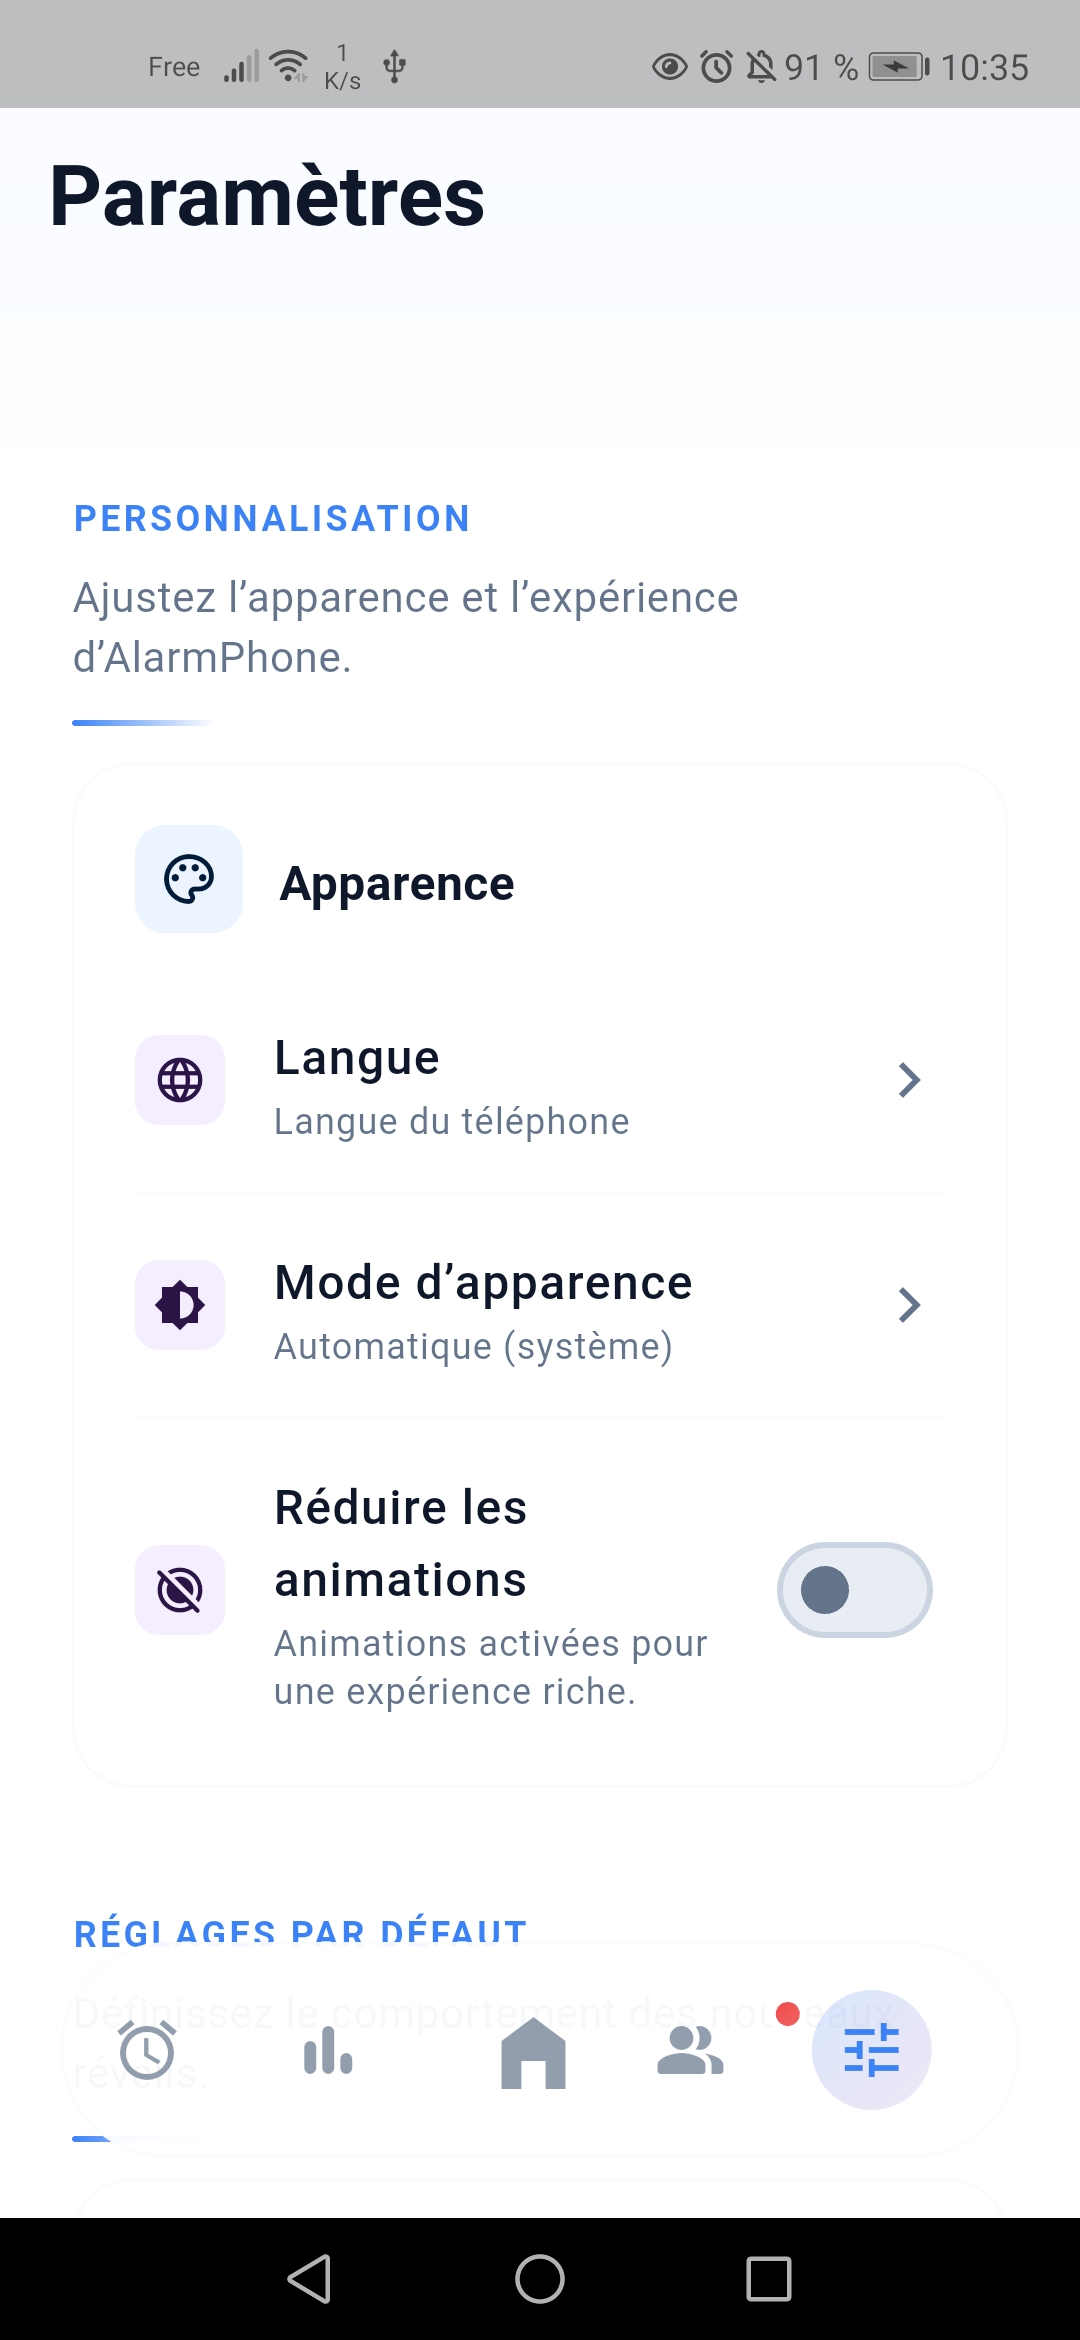 Free 1 K/s 91 % 10:35
Paramètres
PERSONNALISATION
Ajustez l’apparence et l’expérience
d’AlarmPhone.
Apparence
Langue
Langue du téléphone
Mode d’apparence
Automatique (système)
Réduire les
animations
Animations activées pour
une expérience riche.
RÉGLAGES PAR DÉFAUT
Définissez le comportement des nouveaux
réveils.